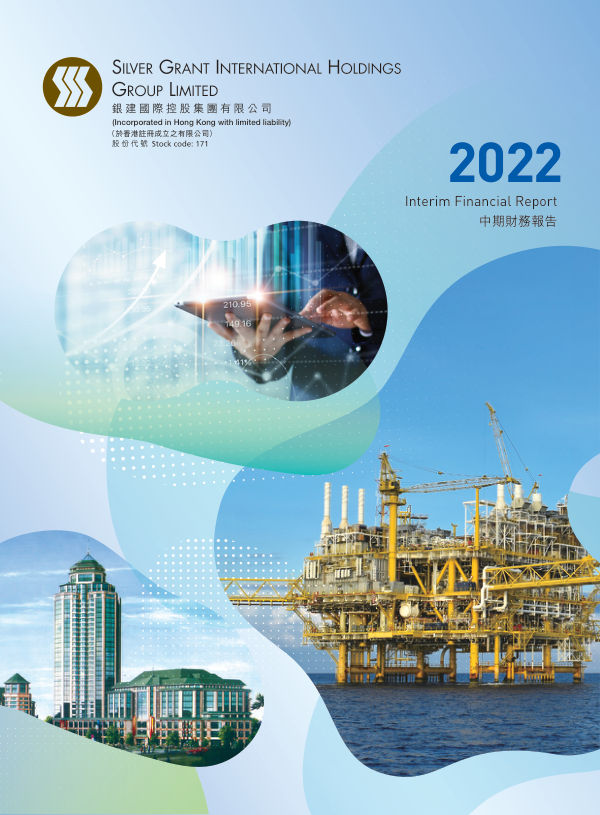 SILVER GRANT INTERNATIONAL HOLDINGS
GROUP LIMITED
銀建國際控股集團有限公司
(Incorporated in Hong Kong with limited liability)
(於香港註冊成立之有限公司)
股份代號 Stock code: 171
2022
Interim Financial Report
中期財務報告
210.95
149.16